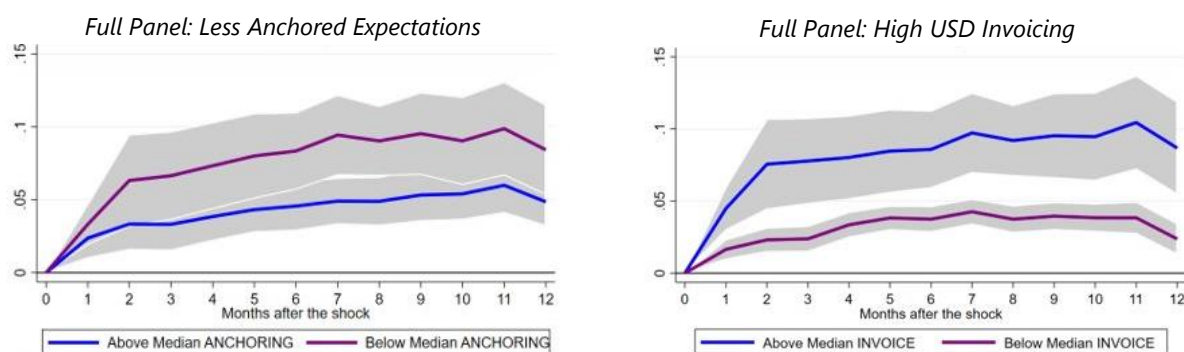 Full Panel: Less Anchored Expectations
.15
.1
.05
0
0 1 2 3 4 5 6 7 8 9 10 11 12
Months after the shock
Above Median ANCHORING Below Median ANCHORING
Full Panel: High USD Invoicing
.15
.1
.05
0
0 1 2 3 4 5 6 7 8 9 10 11 12
Months after the shock
Above Median INVOICE Below Median INVOICE